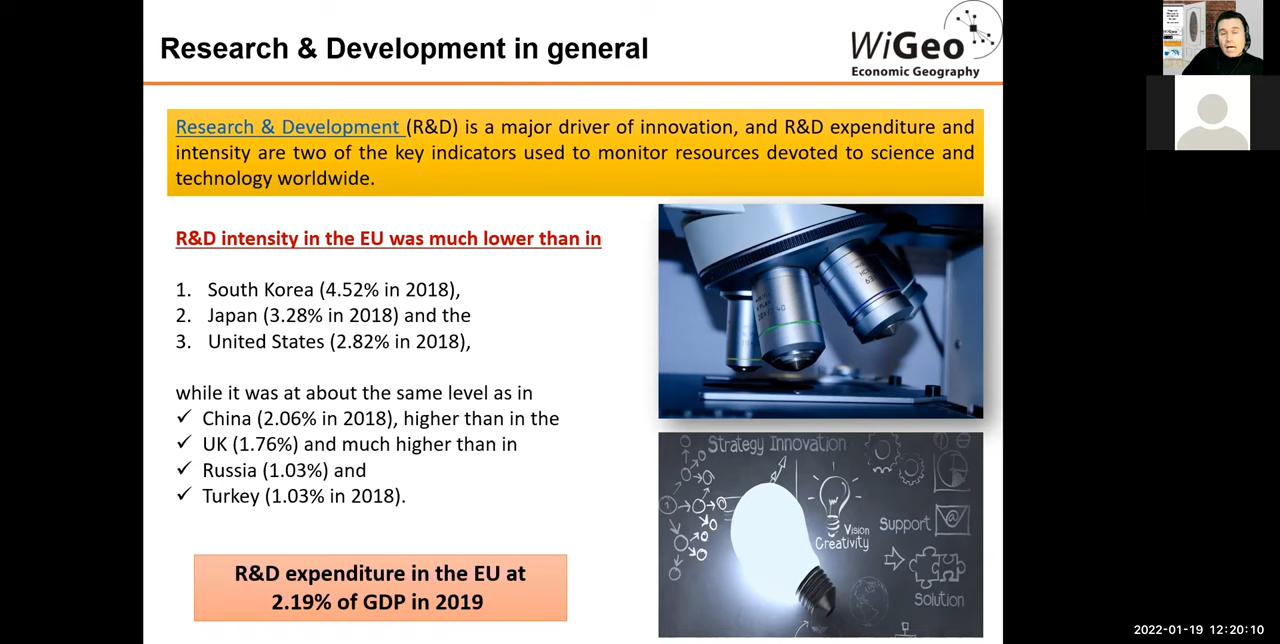 Research & Development in general
WiGeo
Economic Geography
Research & Development (R&D) is a major driver of innovation, and R&D expenditure and
intensity are two of the key indicators used to monitor resources devoted to science and
technology worldwide.
R&D intensity in the EU was much lower than in
1. South Korea (4.52% in 2018),
2. Japan (3.28% in 2018) and the
3. United States (2.82% in 2018),
while it was at about the same level as in
✓ China (2.06% in 2018), higher than in the
✓ UK (1.76%) and much higher than in
✓ Russia (1.03%) and
✓ Turkey (1.03% in 2018).
R&D expenditure in the EU at
2.19% of GDP in 2019
Strategy Innovation
Vision
Creativity
Support
@
Solution
2022-01-19 12:20:10